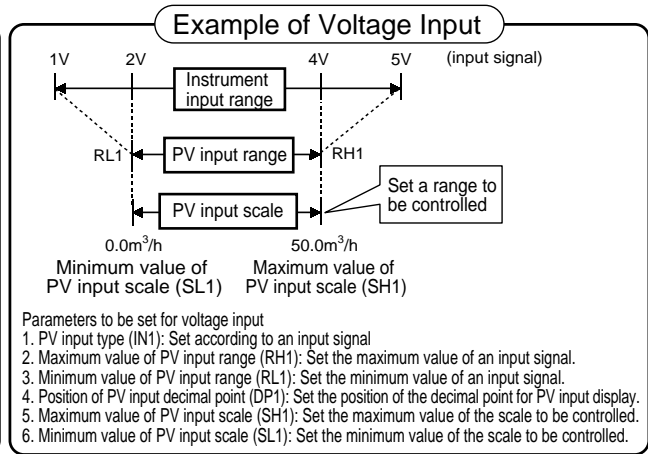 Example of Voltage Input
1V 2V 4V 5V (input signal)
Instrument
input range
RL1 PV input range RH1
Set a range to
be controlled
PV input scale
0.0m³/h 50.0m³/h
Minimum value of Maximum value of
PV input scale (SL1) PV input scale (SH1)
Parameters to be set for voltage input
1. PV input type (IN1): Set according to an input signal
2. Maximum value of PV input range (RH1): Set the maximum value of an input signal.
3. Minimum value of PV input range (RL1): Set the minimum value of an input signal.
4. Position of PV input decimal point (DP1): Set the position of the decimal point for PV input display.
5. Maximum value of PV input scale (SH1): Set the maximum value of the scale to be controlled.
6. Minimum value of PV input scale (SL1): Set the minimum value of the scale to be controlled.